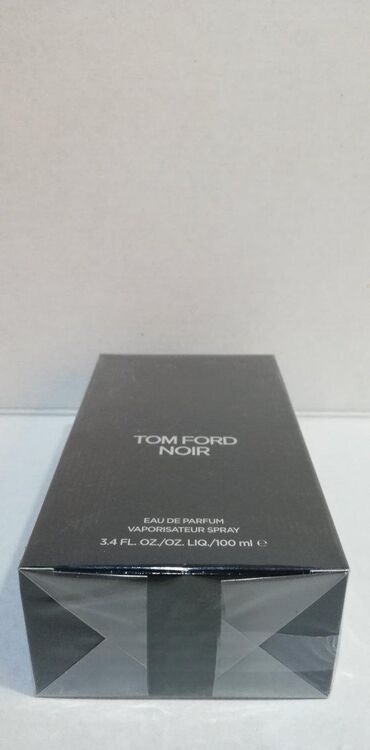 TOM FORD
NOIR
EAU DE PARFUM
VAPORISATEUR SPRAY
3.4 FL. OZ./OZ. LIQ./100 ml ℮